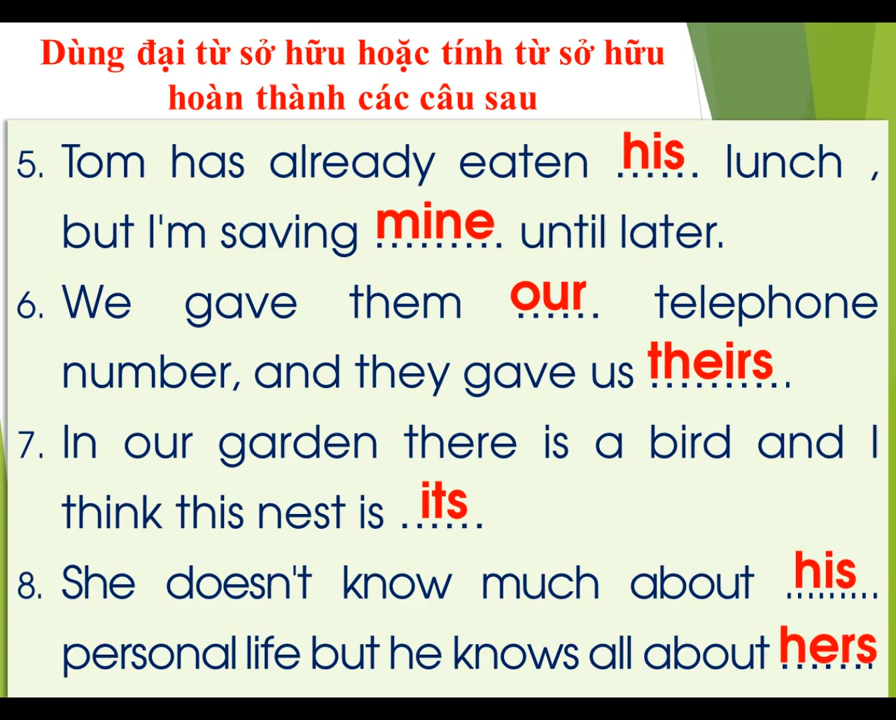 Dùng đại từ sở hữu hoặc tính từ sở hữu
hoàn thành các câu sau
5. Tom has already eaten .his. lunch ,
but I'm saving .mine. until later.
6. We gave them .our. telephone
number, and they gave us .theirs.
7. In our garden there is a bird and I
think this nest is .its.
8. She doesn't know much about .his.
personal life but he knows all about .hers.